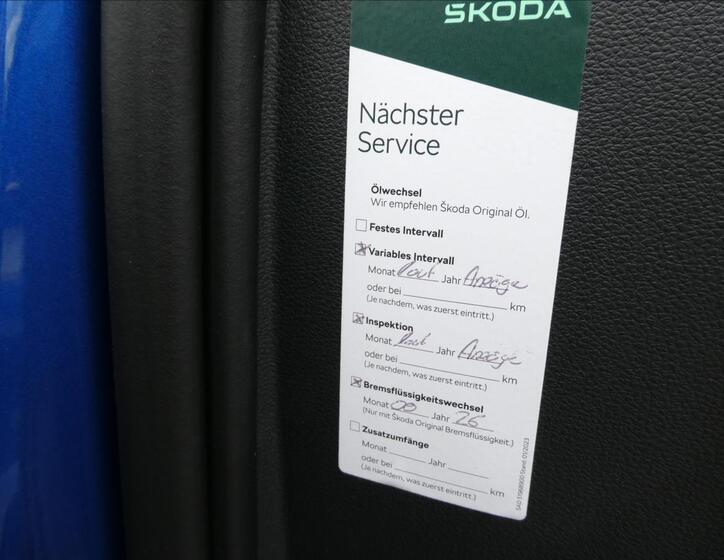 ŠKODA
Nächster
Service
Ölwechsel
Wir empfehlen Škoda Original Öl.
Festes Intervall
Variables Intervall
Monat laut Jahr Anzeige
oder bei km
(Je nachdem, was zuerst eintritt.)
Inspektion
Monat laut Jahr Anzeige
oder bei km
(Je nachdem, was zuerst eintritt.)
Bremsflüssigkeitswechsel
Monat Jahr 26
(Nur mit Škoda Original Bremsflüssigkeit.)
Zusatzumfänge
Monat Jahr
oder bei km
(Je nachdem, was zuerst eintritt.)